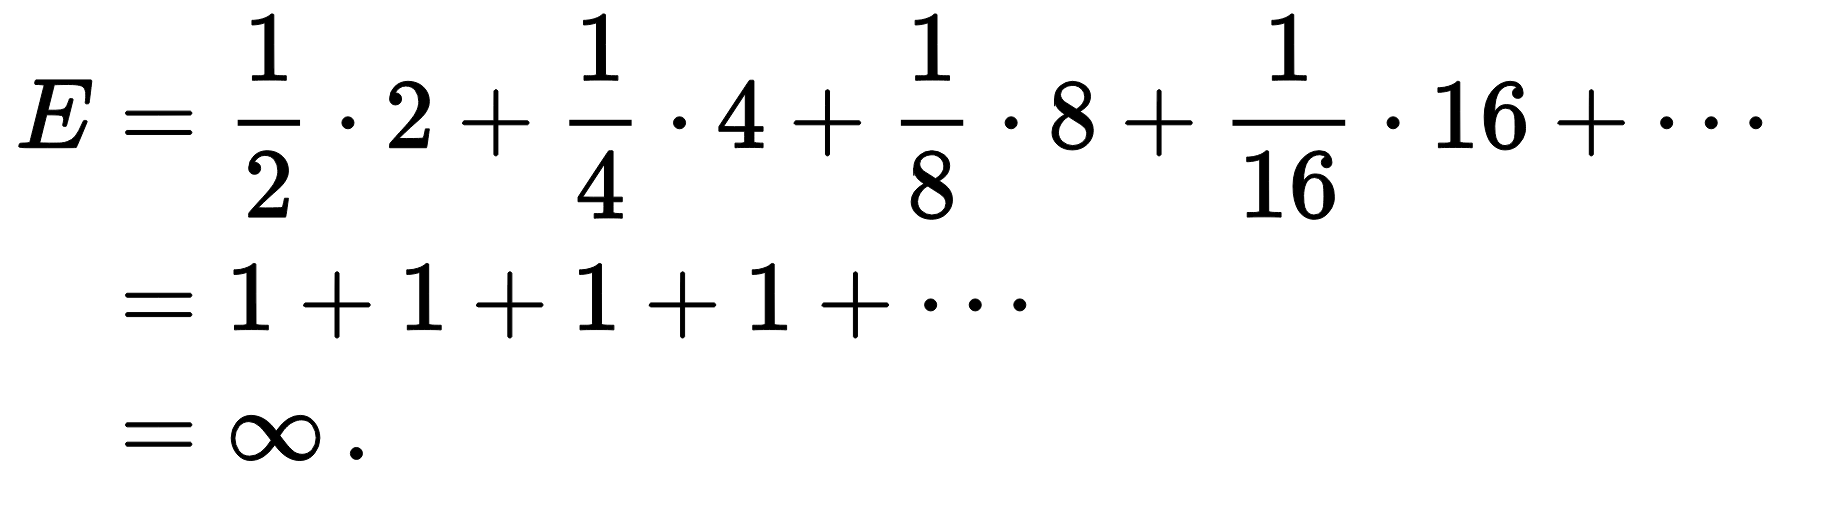 E = 1/2 · 2 + 1/4 · 4 + 1/8 · 8 + 1/16 · 16 + ···
= 1 + 1 + 1 + 1 + ···
= ∞ .